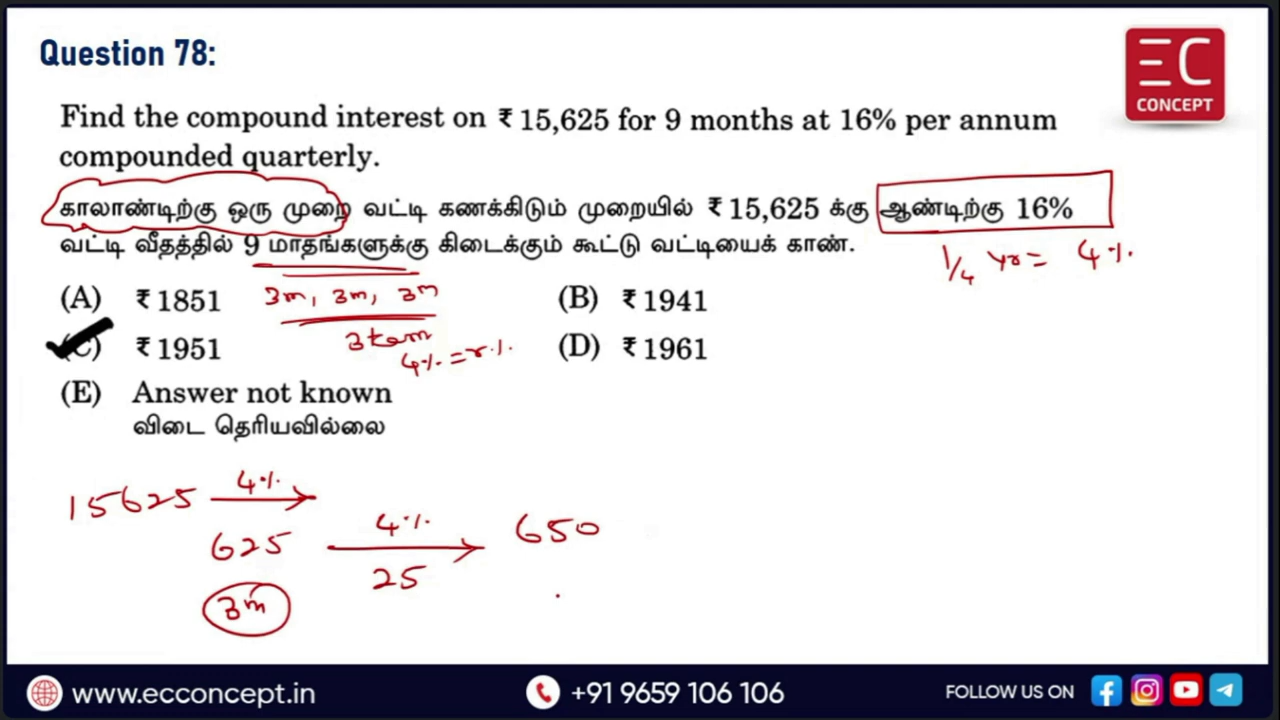 Question 78:
EC
CONCEPT
Find the compound interest on ₹ 15,625 for 9 months at 16% per annum
compounded quarterly.
காலாண்டிற்கு ஒரு முறை வட்டி கணக்கிடும் முறையில் ₹ 15,625 க்கு ஆண்டிற்கு 16%
வட்டி வீதத்தில் 9 மாதங்களுக்கு கிடைக்கும் கூட்டு வட்டியைக் காண்.
1/4 yr = 4%
(A) ₹ 1851
3m, 3m, 3m
(B) ₹ 1941
3 tem
(C) ₹ 1951
4% = r%
(D) ₹ 1961
(E) Answer not known
விடை தெரியவில்லை
15625 4%
625 4% 650
25
3m
www.ecconcept.in
+91 9659 106 106
FOLLOW US ON